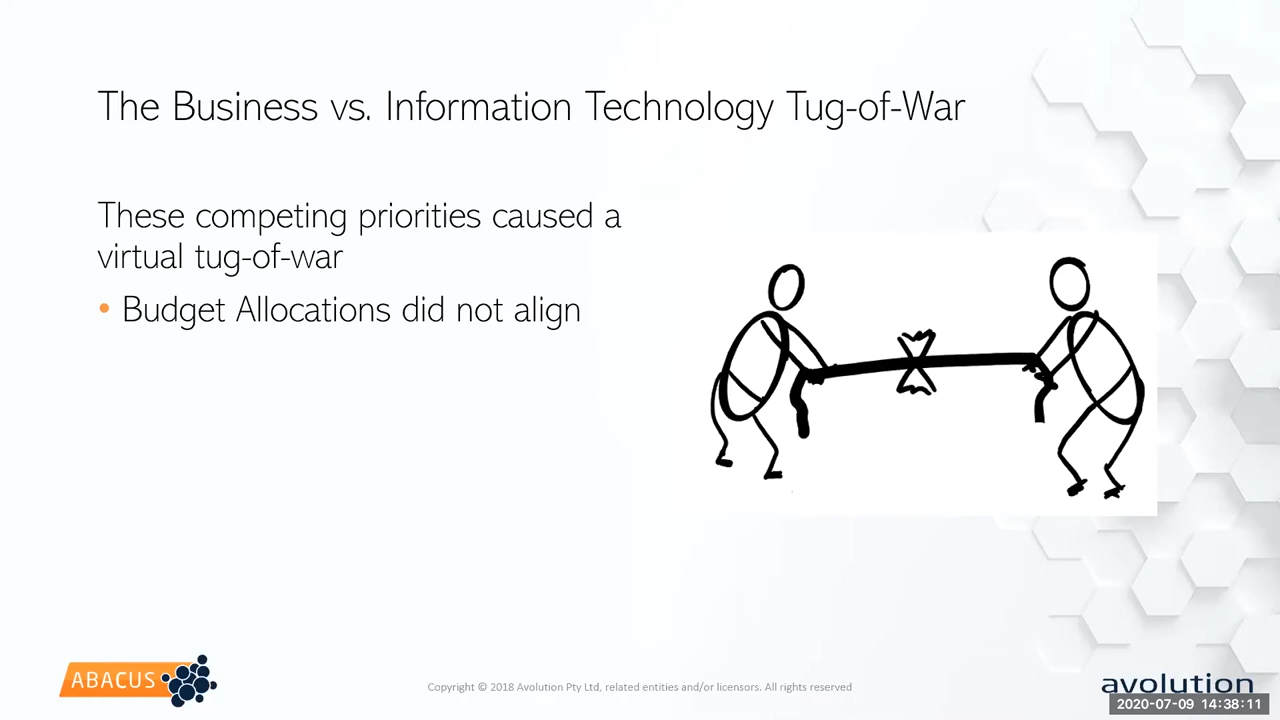 The Business vs. Information Technology Tug-of-War
These competing priorities caused a
virtual tug-of-war
• Budget Allocations did not align
ABACUS
Copyright © 2018 Avolution Pty Ltd, related entities and/or licensors. All rights reserved
avolution
2020-07-09 14:38:11